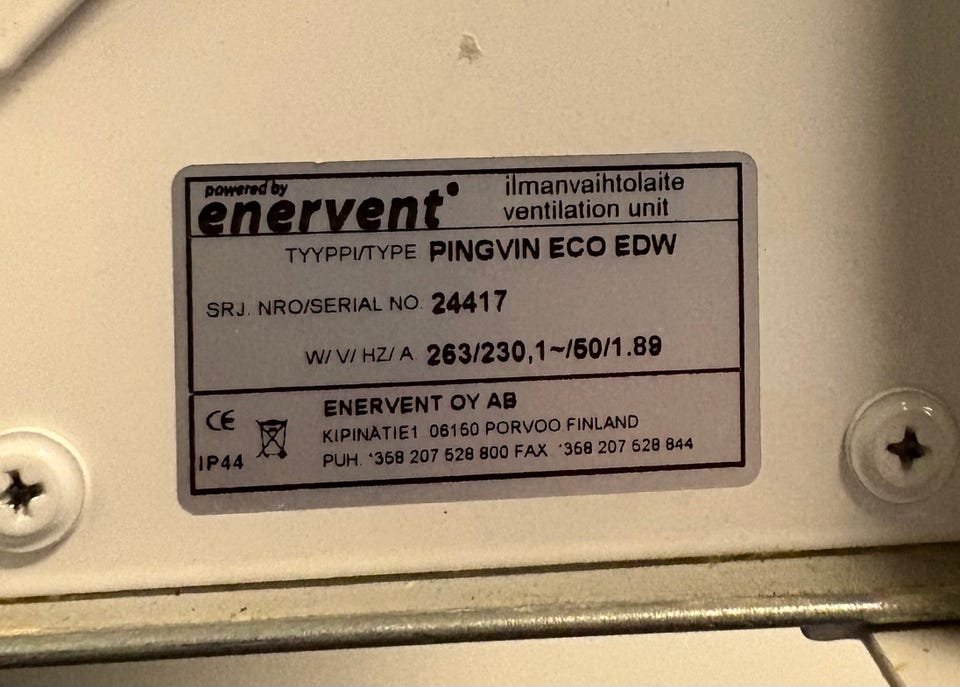 powered by
enervent
ilmanvaihtolaite
ventilation unit
TYYPPI/TYPE PINGVIN ECO EDW
SRJ. NRO/SERIAL NO. 24417
W/ V/ HZ/ A 263/230,1~/50/1.89
CE
IP44
ENERVENT OY AB
KIPINÄTIE1 06150 PORVOO FINLAND
PUH. +358 207 528 800 FAX +358 207 528 844